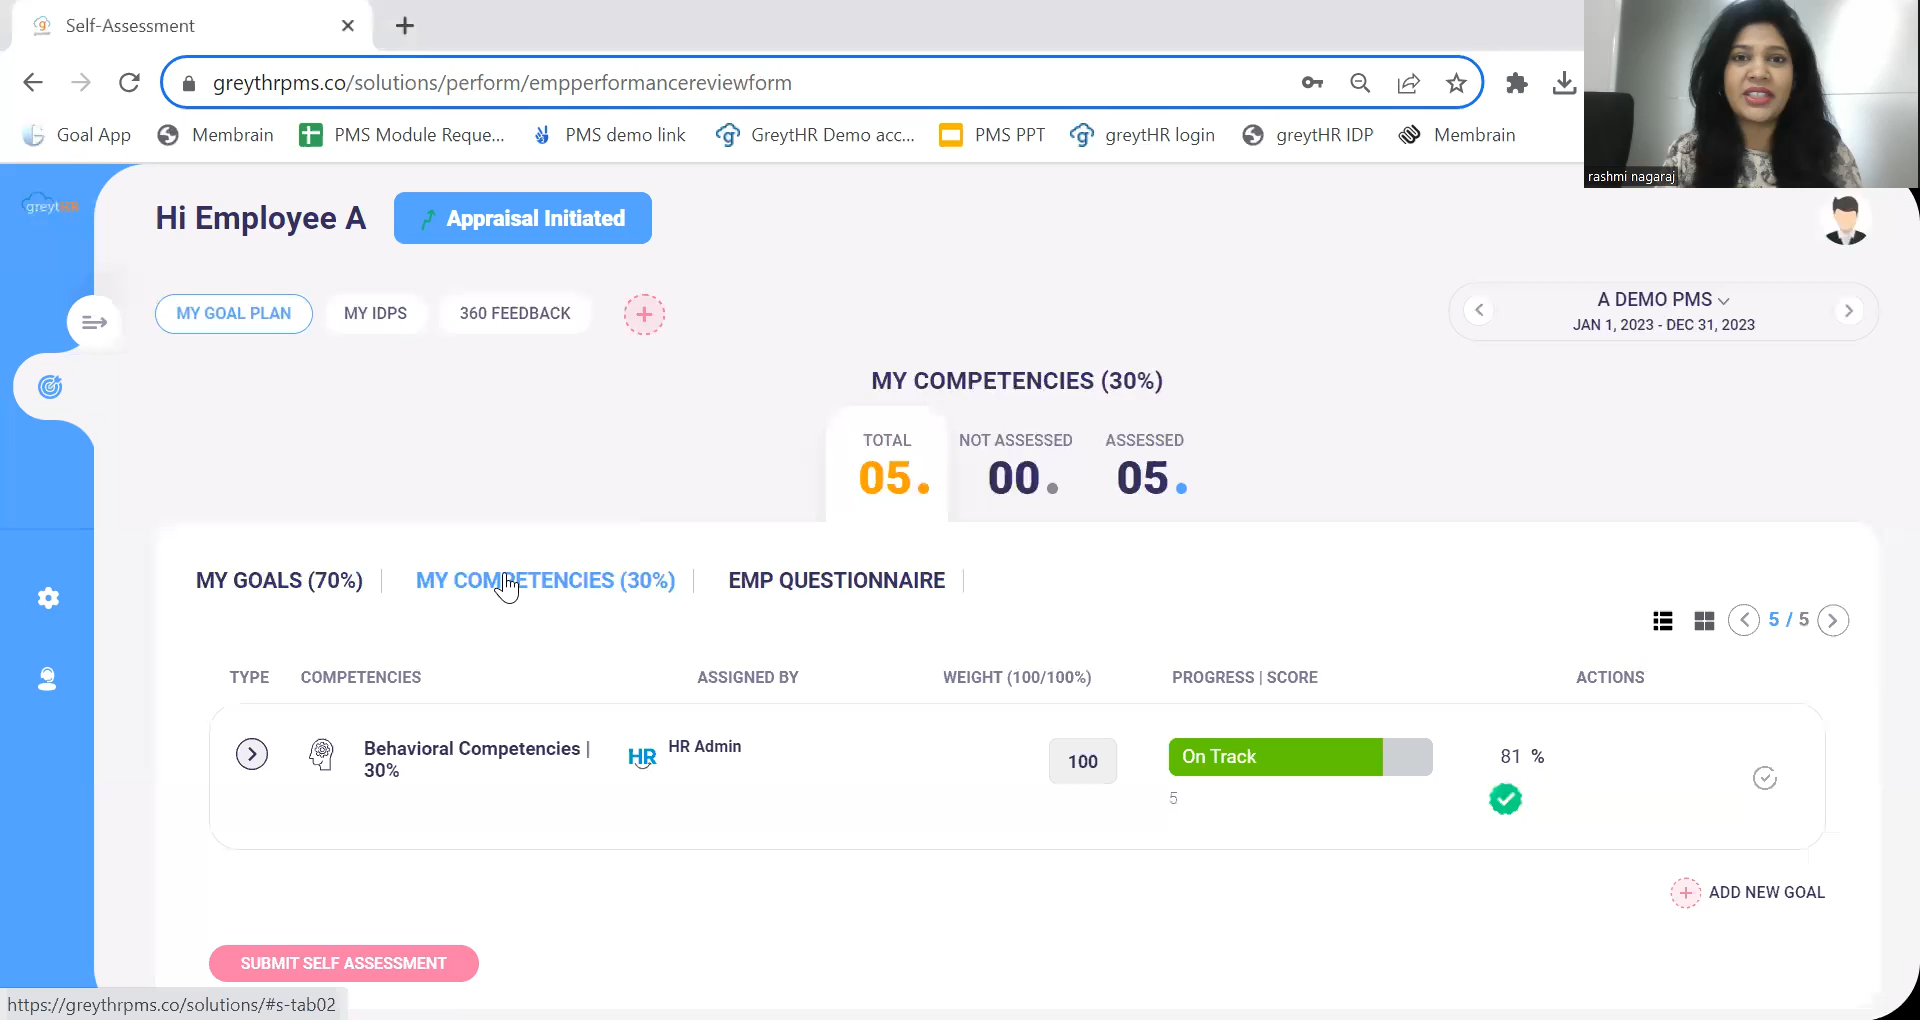 Self-Assessment
greythrpms.co/solutions/perform/empperformancereviewform
Goal App
Membrain
PMS Module Reque...
PMS demo link
GreytHR Demo acc...
PMS PPT
greytHR login
greytHR IDP
Membrain
rashmi nagaraj
greytHR
Hi Employee A
Appraisal Initiated
MY GOAL PLAN
MY IDPS
360 FEEDBACK
A DEMO PMS
JAN 1, 2023 - DEC 31, 2023
MY COMPETENCIES (30%)
TOTAL
NOT ASSESSED
ASSESSED
05.
00.
05.
MY GOALS (70%)
MY COMPETENCIES (30%)
EMP QUESTIONNAIRE
5 / 5
TYPE
COMPETENCIES
ASSIGNED BY
WEIGHT (100/100%)
PROGRESS | SCORE
ACTIONS
Behavioral Competencies |
30%
HR
HR Admin
100
On Track
81 %
5
ADD NEW GOAL
SUBMIT SELF ASSESSMENT
https://greythrpms.co/solutions/#s-tab02